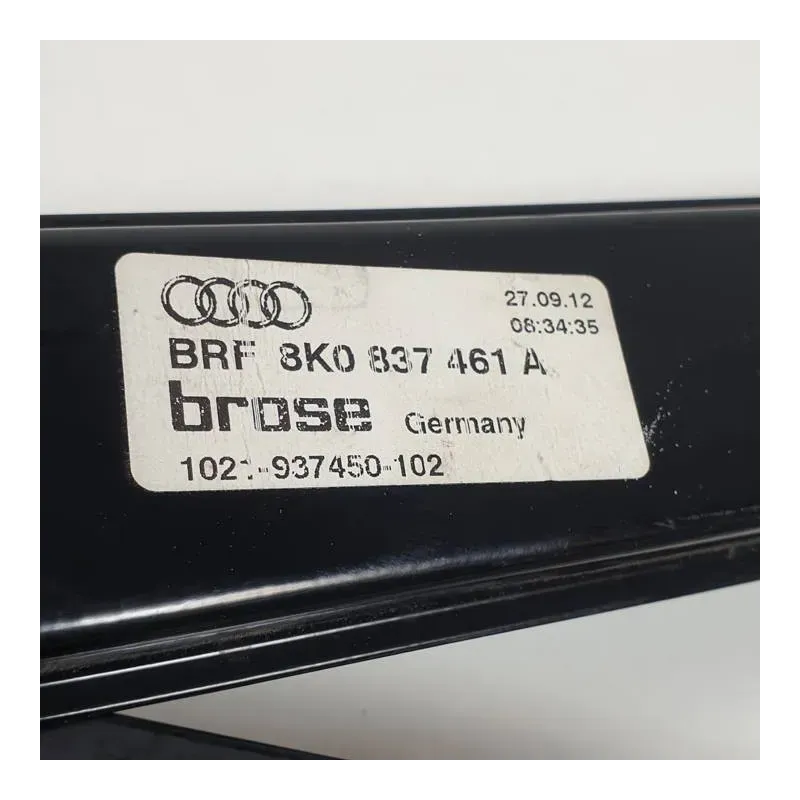 27.09.12
08:34:35
BRF 8K0 837 461 A
brose Germany
1021-937450-102